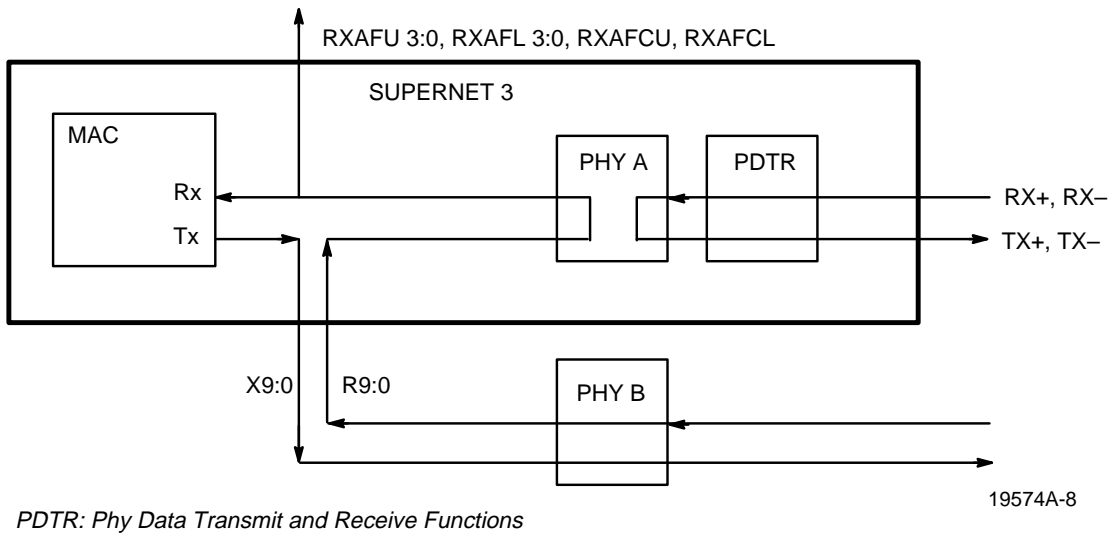 RXAFU 3:0, RXAFL 3:0, RXAFCU, RXAFCL
SUPERNET 3
MAC
PHY A
PDTR
Rx
RX+, RX–
Tx
TX+, TX–
X9:0
R9:0
PHY B
19574A-8
PDTR: Phy Data Transmit and Receive Functions